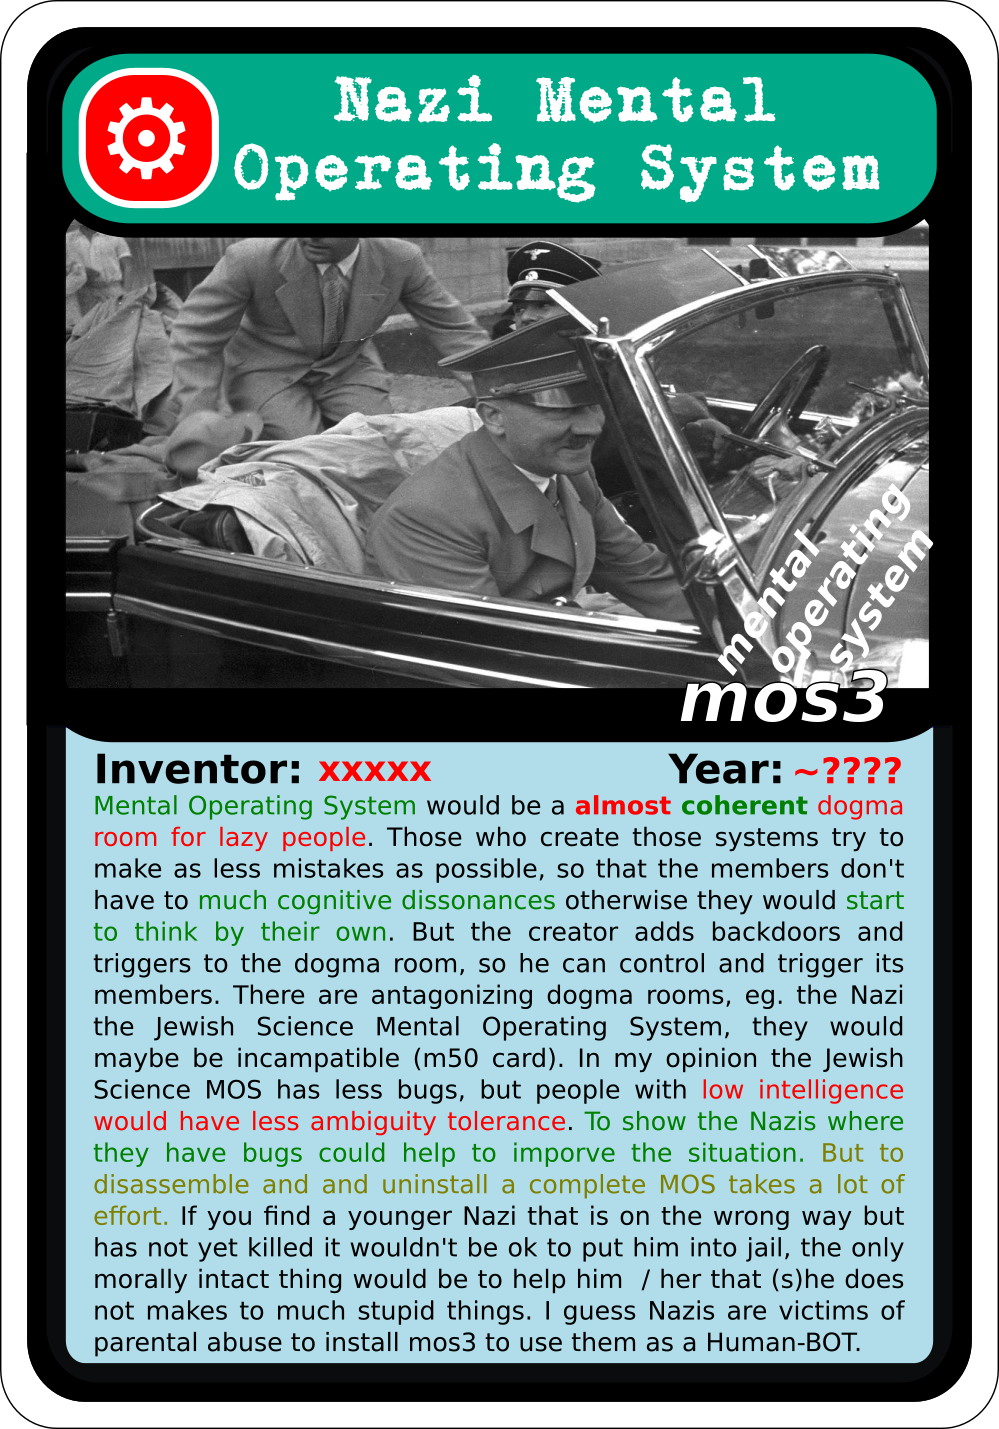 Nazi Mental
Operating System
mental
operating
system
mos3
Inventor: xxxxx Year: ~????
Mental Operating System would be a almost coherent dogma
room for lazy people. Those who create those systems try to
make as less mistakes as possible, so that the members don't
have to much cognitive dissonances otherwise they would start
to think by their own. But the creator adds backdoors and
triggers to the dogma room, so he can control and trigger its
members. There are antagonizing dogma rooms, eg. the Nazi
the Jewish Science Mental Operating System, they would
maybe be incampatible (m50 card). In my opinion the Jewish
Science MOS has less bugs, but people with low intelligence
would have less ambiguity tolerance. To show the Nazis where
they have bugs could help to imporve the situation. But to
disassemble and and uninstall a complete MOS takes a lot of
effort. If you find a younger Nazi that is on the wrong way but
has not yet killed it wouldn't be ok to put him into jail, the only
morally intact thing would be to help him  / her that (s)he does
not makes to much stupid things. I guess Nazis are victims of
parental abuse to install mos3 to use them as a Human-BOT.